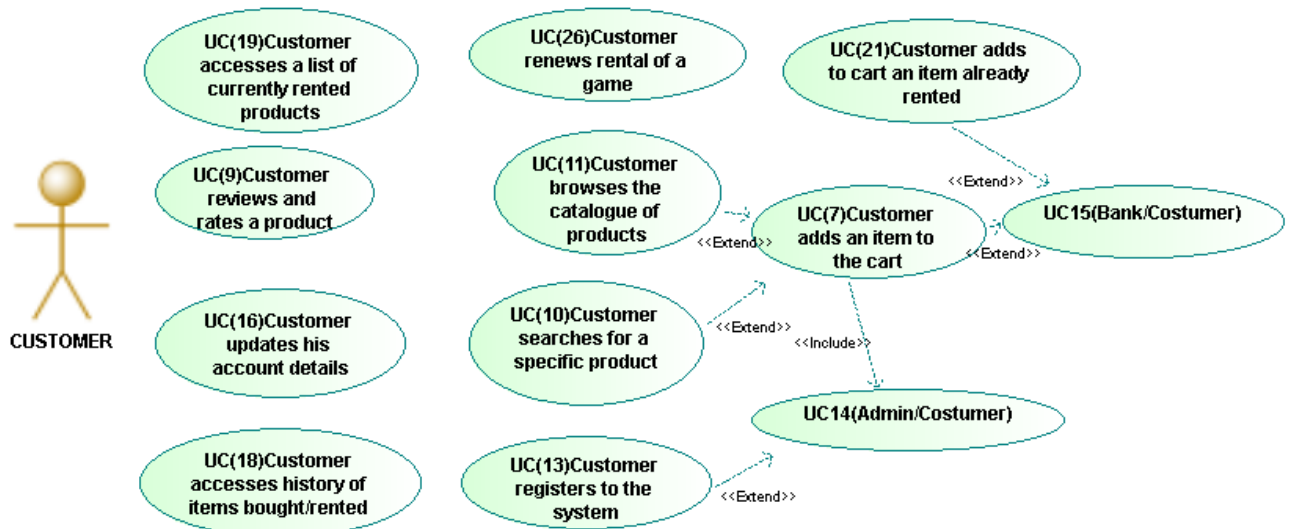 UC(19)Customer
accesses a list of
currently rented
products
UC(26)Customer
renews rental of a
game
UC(21)Customer adds
to cart an item already
rented
UC(9)Customer
reviews and
rates a product
UC(11)Customer
browses the
catalogue of
products
<<Extend>>
UC(7)Customer
adds an item to
the cart
<<Extend>>
UC15(Bank/Costumer)
<<Extend>>
CUSTOMER
UC(16)Customer
updates his
account details
UC(10)Customer
searches for a
specific product
<<Extend>>
<<Include>>
UC14(Admin/Costumer)
UC(18)Customer
accesses history of
items bought/rented
UC(13)Customer
registers to the
system
<<Extend>>